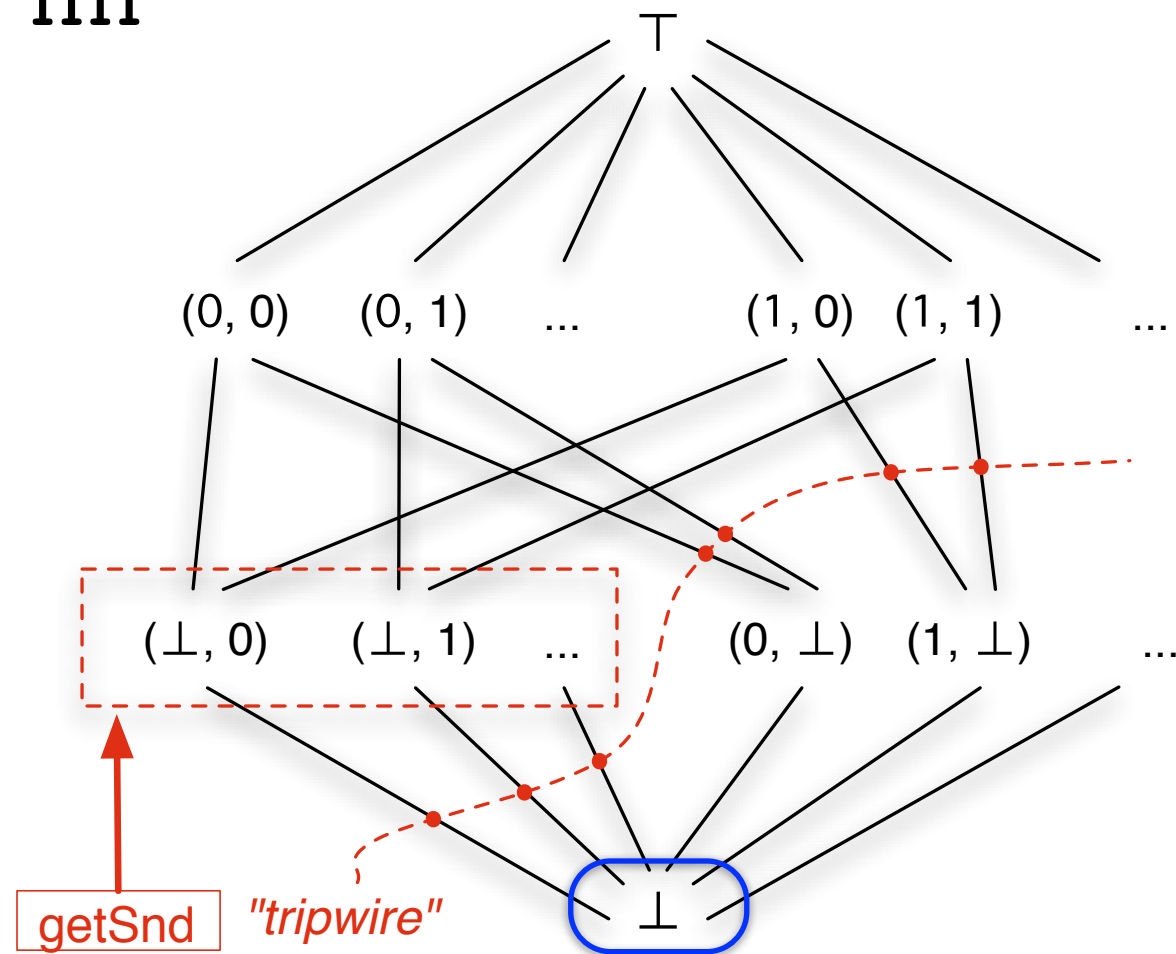 ⊤
(0, 0) (0, 1) ... (1, 0) (1, 1) ...
(⊥, 0) (⊥, 1) ... (0, ⊥) (1, ⊥) ...
getSnd "tripwire" ⊥